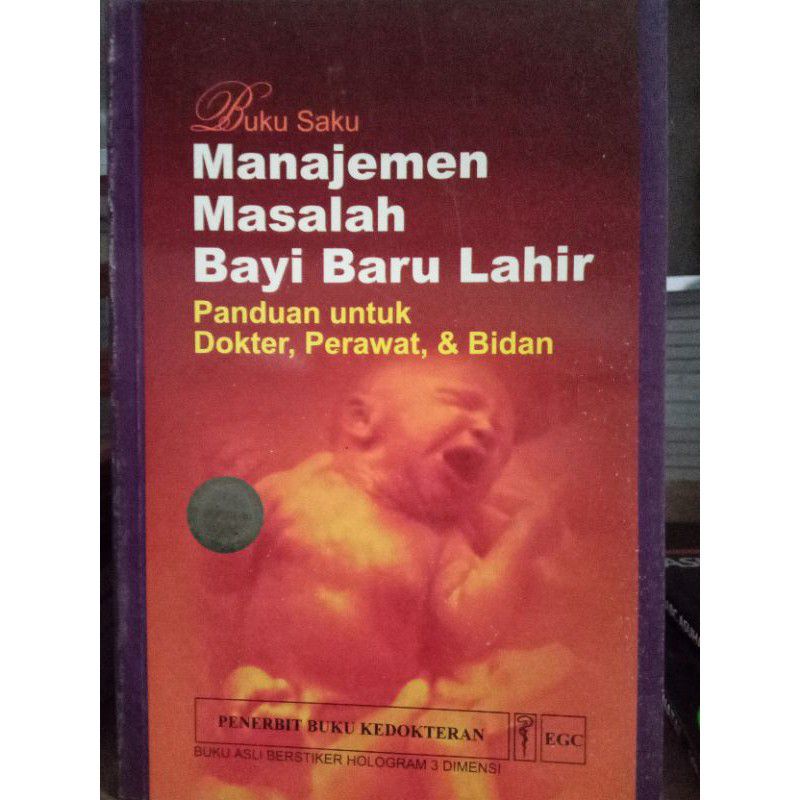 Buku Saku
Manajemen
Masalah
Bayi Baru Lahir
Panduan untuk
Dokter, Perawat, & Bidan
PENERBIT BUKU KEDOKTERAN
EGC
BUKU ASLI BERSTIKER HOLOGRAM 3 DIMENSI